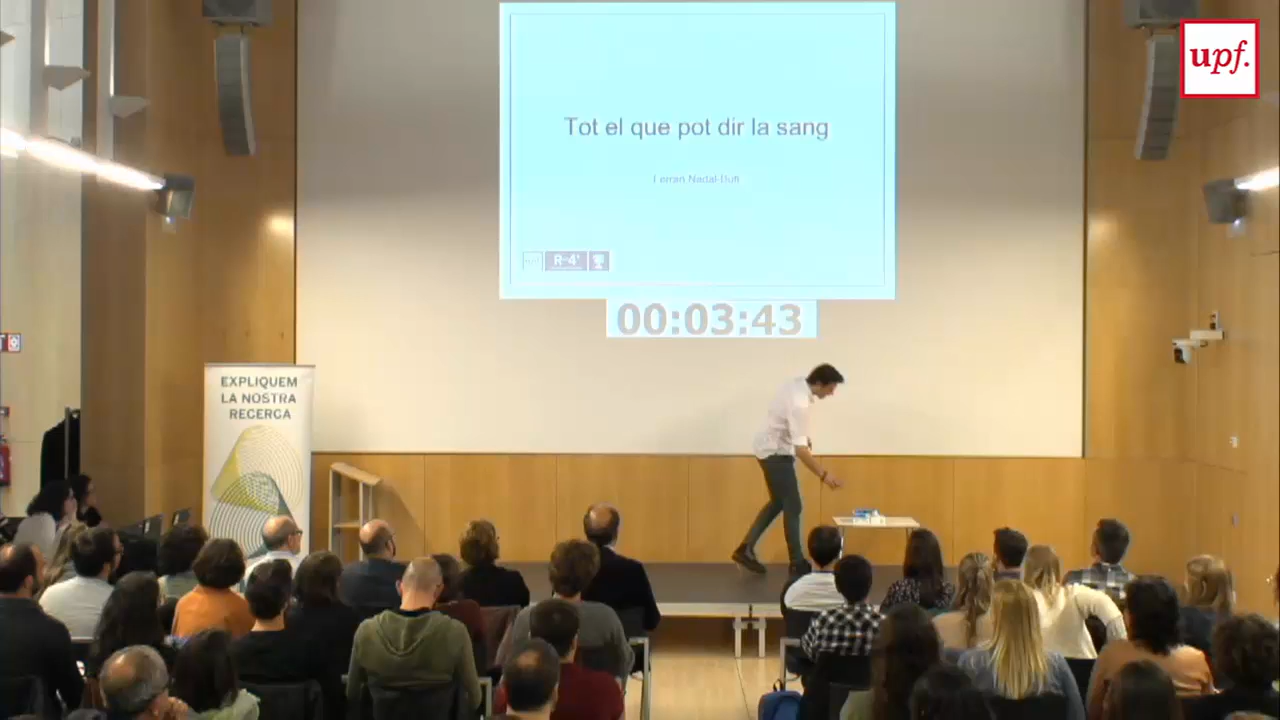 upf.
Tot el que pot dir la sang
Ferran Nadal-Bufí
R-4
00:03:43
EXPLIQUEM
LA NOSTRA
RECERCA